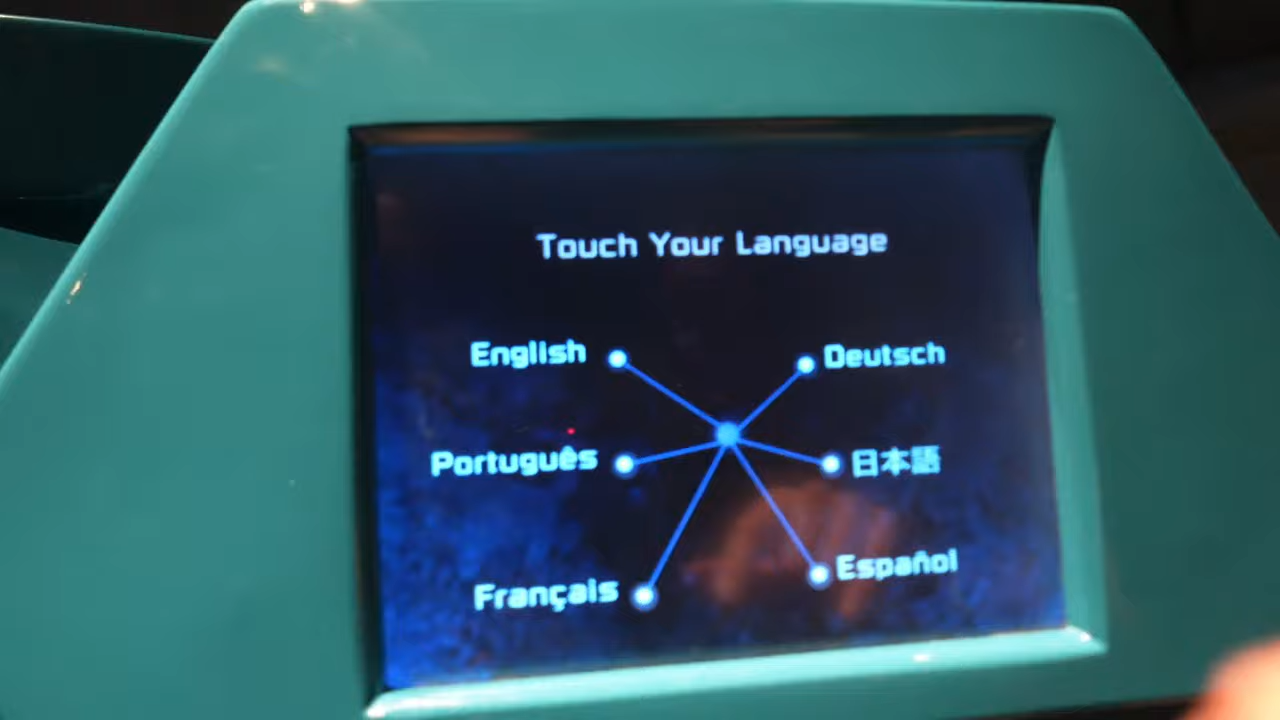 Touch Your Language
English
Deutsch
Português
日本語
Français
Español